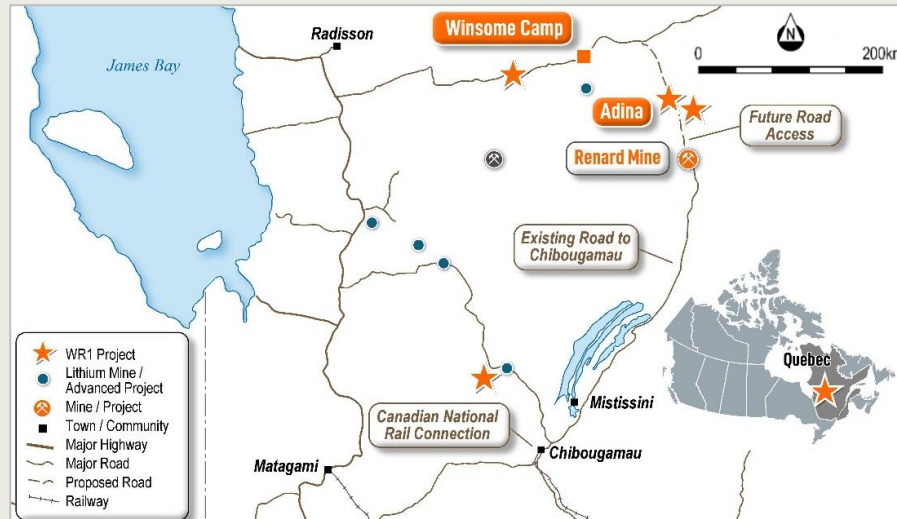 Radisson
Winsome Camp
N
0
200km
James Bay
Adina
Future Road
Access
Renard Mine
Existing Road to
Chibougamau
WR1 Project
Lithium Mine /
Advanced Project
Mine / Project
Town / Community
Major Highway
Major Road
Proposed Road
Railway
Quebec
Canadian National
Rail Connection
Mistissini
Matagami
Chibougamau